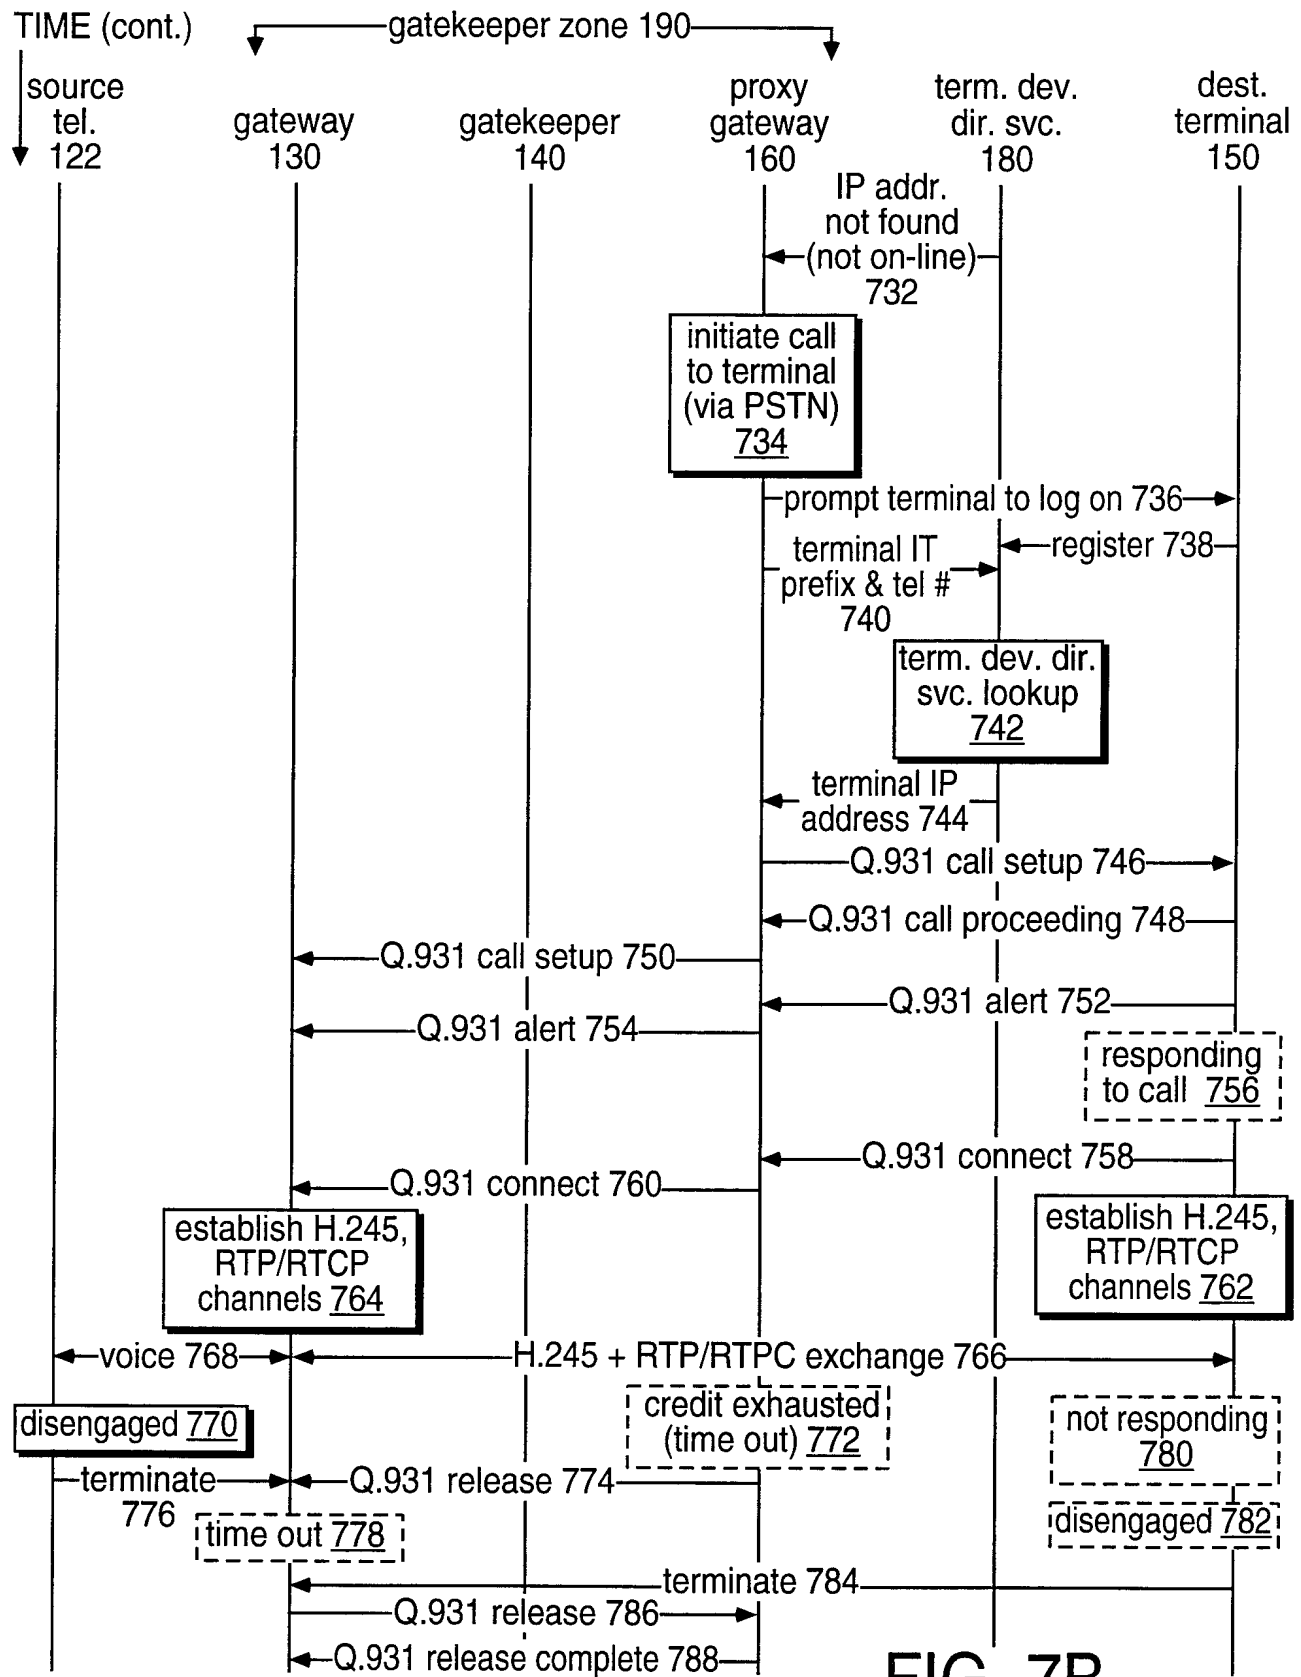 TIME (cont.)
gatekeeper zone 190
source
tel.
122
gateway
130
gatekeeper
140
proxy
gateway
160
term. dev.
dir. svc.
180
dest.
terminal
150
IP addr.
not found
(not on-line)
732
initiate call
to terminal
(via PSTN)
734
prompt terminal to log on 736
register 738
terminal IT
prefix & tel #
740
term. dev. dir.
svc. lookup
742
terminal IP
address 744
Q.931 call setup 746
Q.931 call proceeding 748
Q.931 call setup 750
Q.931 alert 752
Q.931 alert 754
responding
to call 756
Q.931 connect 758
Q.931 connect 760
establish H.245,
RTP/RTCP
channels 764
establish H.245,
RTP/RTCP
channels 762
voice 768
H.245 + RTP/RTPC exchange 766
disengaged 770
credit exhausted
(time out) 772
not responding
780
terminate
776
Q.931 release 774
time out 778
disengaged 782
terminate 784
Q.931 release 786
Q.931 release complete 788
FIG. 7B